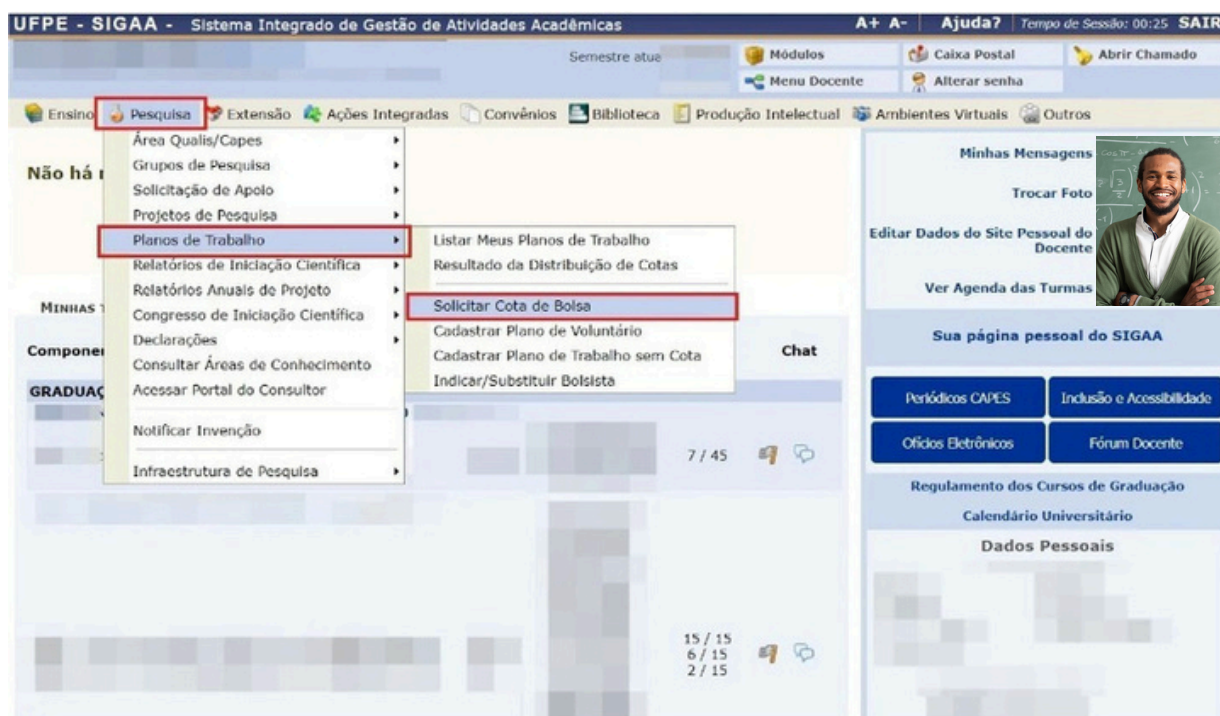 UFPE - SIGAA - Sistema Integrado de Gestão de Atividades Acadêmicas
A+ A- Ajuda? Tempo de Sessão: 00:25 SAIR
Semestre atua
Módulos
Caixa Postal
Abrir Chamado
Menu Docente
Alterar senha
Ensino Pesquisa Extensão Ações Integradas Convênios Biblioteca Produção Intelectual Ambientes Virtuais Outros
Não há
Área Qualis/Capes
Grupos de Pesquisa
Solicitação de Apoio
Projetos de Pesquisa
Planos de Trabalho
Relatórios de Iniciação Científica
Relatórios Anuais de Projeto
Congresso de Iniciação Científica
Declarações
Consultar Áreas de Conhecimento
Acessar Portal do Consultor
Notificar Invenção
Infraestrutura de Pesquisa
Listar Meus Planos de Trabalho
Resultado da Distribuição de Cotas
Solicitar Cota de Bolsa
Cadastrar Plano de Voluntário
Cadastrar Plano de Trabalho sem Cota
Indicar/Substituir Bolsista
Minhas
Compone
Chat
GRADUAÇ
7 / 45
15 / 15
6 / 15
2 / 15
Minhas Mensagens
Trocar Foto
Editar Dados do Site Pessoal do
Docente
Ver Agenda das Turmas
Sua página pessoal do SIGAA
Periódicos CAPES
Inclusão e Acessibilidade
Ofícios Eletrônicos
Fórum Docente
Regulamento dos Cursos de Graduação
Calendário Universitário
Dados Pessoais